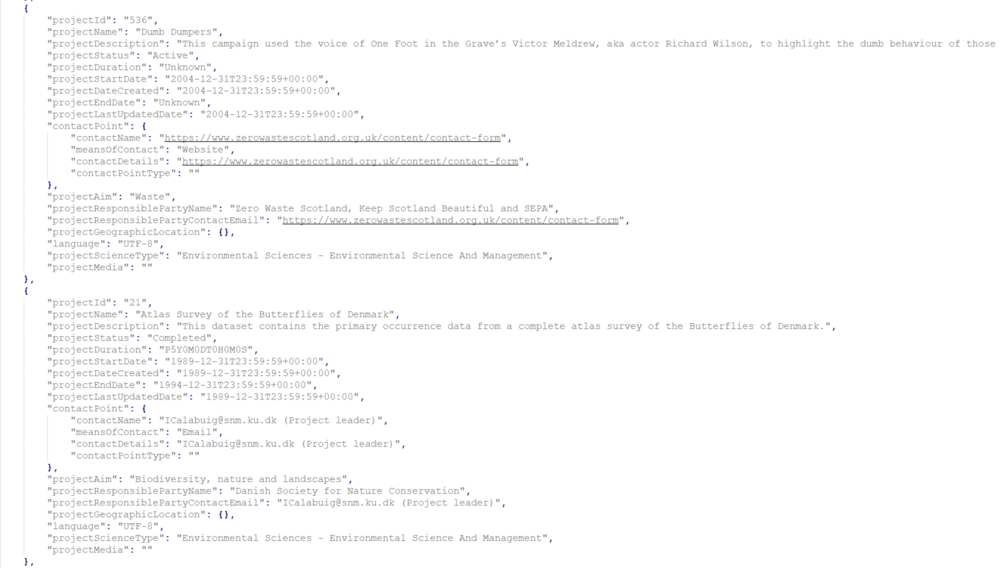 {
"projectId": "536",
"projectName": "Dumb Dumpers",
"projectDescription": "This campaign used the voice of One Foot in the Grave’s Victor Meldrew, aka actor Richard Wilson, to highlight the dumb behaviour of those
"projectStatus": "Active",
"projectDuration": "Unknown",
"projectStartDate": "2004-12-31T23:59:59+00:00",
"projectDateCreated": "2004-12-31T23:59:59+00:00",
"projectEndDate": "Unknown",
"projectLastUpdatedDate": "2004-12-31T23:59:59+00:00",
"contactPoint": {
"contactName": "https://www.zerowastescotland.org.uk/content/contact-form",
"meansOfContact": "Website",
"contactDetails": "https://www.zerowastescotland.org.uk/content/contact-form",
"contactPointType": ""
},
"projectAim": "Waste",
"projectResponsiblePartyName": "Zero Waste Scotland, Keep Scotland Beautiful and SEPA",
"projectResponsiblePartyContactEmail": "https://www.zerowastescotland.org.uk/content/contact-form",
"projectGeographicLocation": {},
"language": "UTF-8",
"projectScienceType": "Environmental Sciences - Environmental Science And Management",
"projectMedia": ""
},
{
"projectId": "21",
"projectName": "Atlas Survey of the Butterflies of Denmark",
"projectDescription": "This dataset contains the primary occurrence data from a complete atlas survey of the Butterflies of Denmark.",
"projectStatus": "Completed",
"projectDuration": "P5Y0M0DT0H0M0S",
"projectStartDate": "1989-12-31T23:59:59+00:00",
"projectDateCreated": "1989-12-31T23:59:59+00:00",
"projectEndDate": "1994-12-31T23:59:59+00:00",
"projectLastUpdatedDate": "1989-12-31T23:59:59+00:00",
"contactPoint": {
"contactName": "ICalabuig@snm.ku.dk (Project leader)",
"meansOfContact": "Email",
"contactDetails": "ICalabuig@snm.ku.dk (Project leader)",
"contactPointType": ""
},
"projectAim": "Biodiversity, nature and landscapes",
"projectResponsiblePartyName": "Danish Society for Nature Conservation",
"projectResponsiblePartyContactEmail": "ICalabuig@snm.ku.dk (Project leader)",
"projectGeographicLocation": {},
"language": "UTF-8",
"projectScienceType": "Environmental Sciences - Environmental Science And Management",
"projectMedia": ""
},